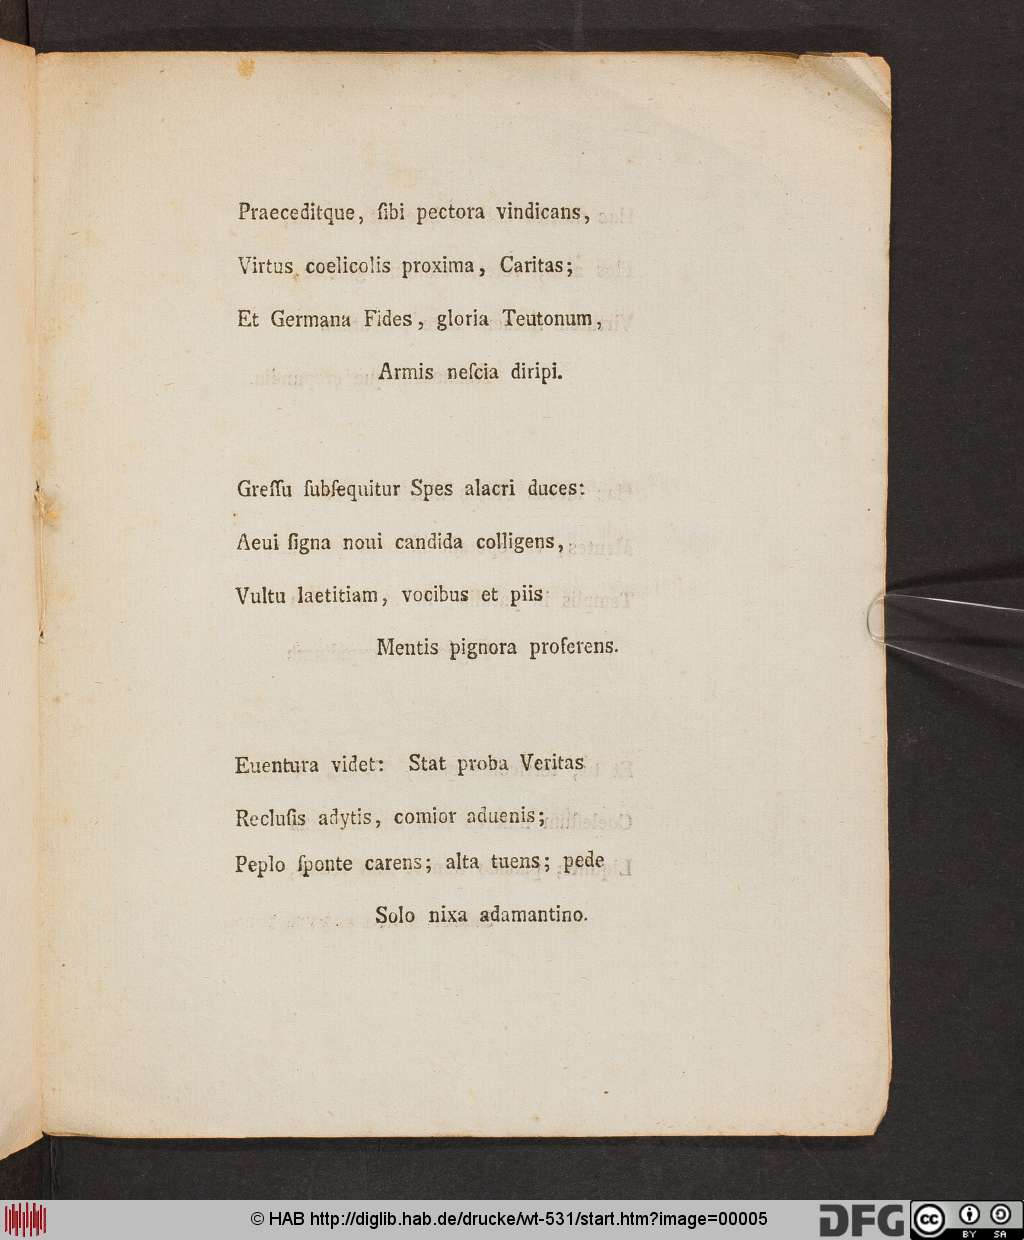 Praeceditque, ſibi pectora vindicans,
Virtus coelicolis proxima, Caritas;
Et Germana Fides, gloria Teutonum,
Armis neſcia diripi.
Greſſu ſubſequitur Spes alacri duces:
Aeui ſigna noui candida colligens,
Vultu laetitiam, vocibus et piis
Mentis pignora proferens.
Euentura videt: Stat proba Veritas
Recluſis adytis, comior aduenis;
Peplo ſponte carens; alta tuens; pede
Solo nixa adamantino.
© HAB http://diglib.hab.de/drucke/wt-531/start.htm?image=00005
DFG
cc
BY SA